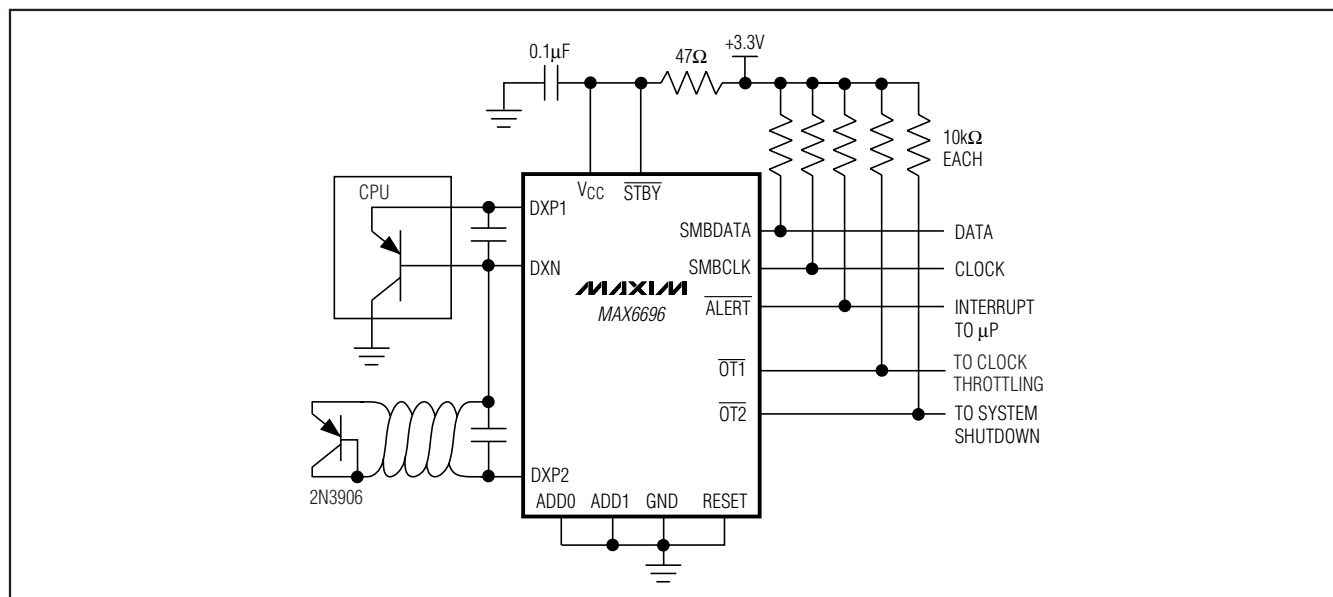 0.1μF
47Ω
+3.3V
10kΩ
EACH
CPU
VCC
STBY
DXP1
DXN
DXP2
SMBDATA
SMBCLK
ALERT
OT1
OT2
MAXIM
MAX6696
DATA
CLOCK
INTERRUPT
TO μP
TO CLOCK
THROTTLING
TO SYSTEM
SHUTDOWN
2N3906
ADD0
ADD1
GND
RESET